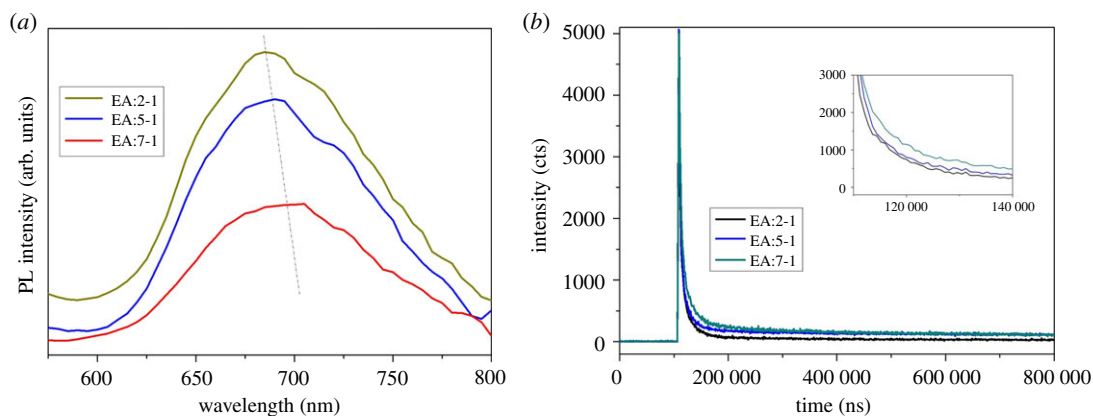 (a)
PL intensity (arb. units)
EA:2-1
EA:5-1
EA:7-1
600 650 700 750 800
wavelength (nm)
(b)
intensity (cts)
5000
4000
3000
2000
1000
0
EA:2-1
EA:5-1
EA:7-1
3000
2000
1000
0
120 000 140 000
0 200 000 400 000 600 000 800 000
time (ns)